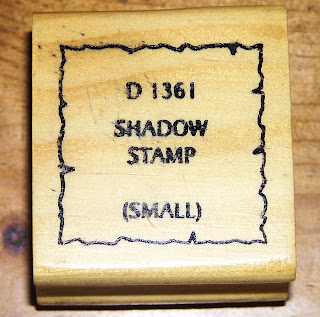 D 1361
SHADOW
STAMP
(SMALL)